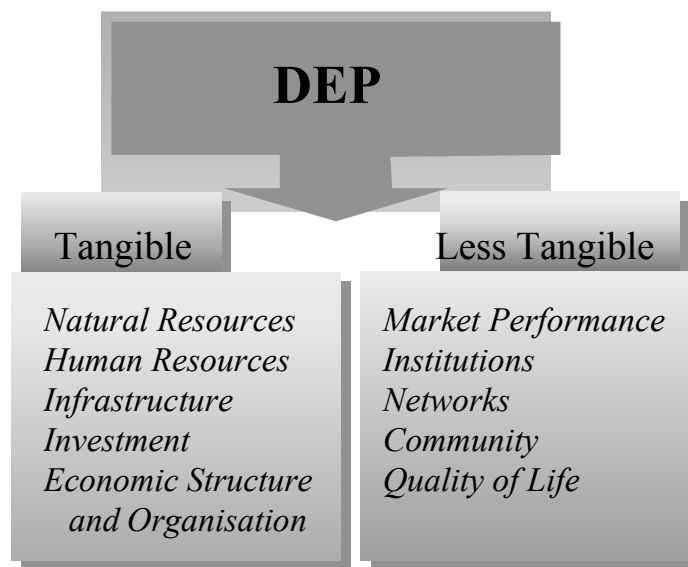 DEP
Tangible
Natural Resources
Human Resources
Infrastructure
Investment
Economic Structure
and Organisation
Less Tangible
Market Performance
Institutions
Networks
Community
Quality of Life